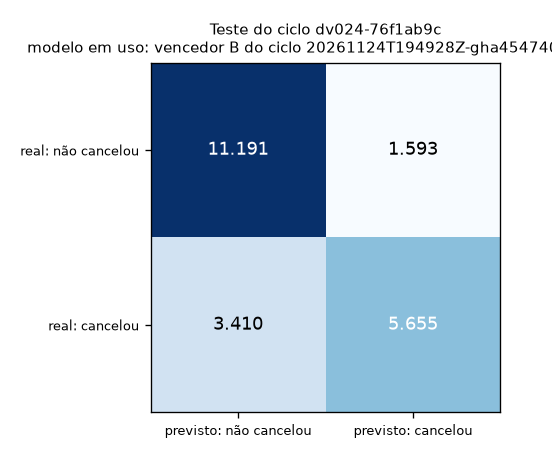 Teste do ciclo dv024-76f1ab9c
modelo em uso: vencedor B do ciclo 20261124T194928Z-gha454740
real: não cancelou
11.191
1.593
real: cancelou
3.410
5.655
previsto: não cancelou
previsto: cancelou